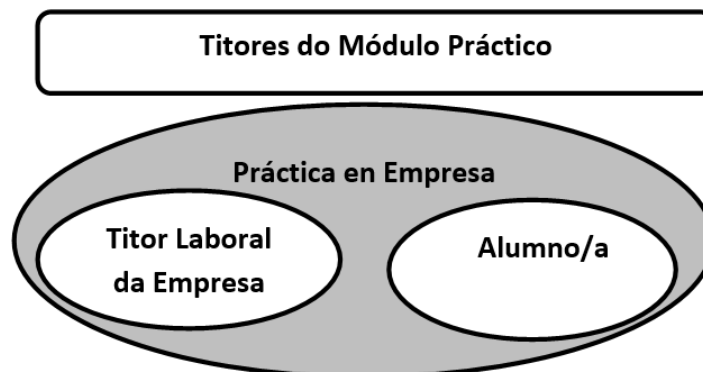 Titores do Módulo Práctico
Práctica en Empresa
Titor Laboral
da Empresa
Alumno/a